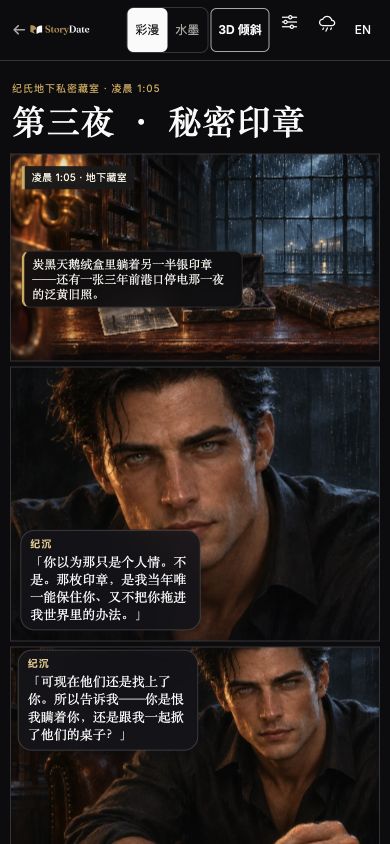 StoryDate
彩漫
水墨
3D 倾斜
EN
纪氏地下私密藏室 · 凌晨 1:05
第三夜 · 秘密印章
凌晨 1:05 · 地下藏室
炭黑天鹅绒盒里躺着另一半银印章
——还有一张三年前港口停电那一夜
的泛黄旧照。
纪沉
「你以为那只是个人情。不
是。那枚印章，是我当年唯
一能保住你、又不把你拖进
我世界里的办法。」
纪沉
「可现在他们还是找上了
你。所以告诉我——你是恨
我瞒着你，还是跟我一起掀
了他们的桌子？」